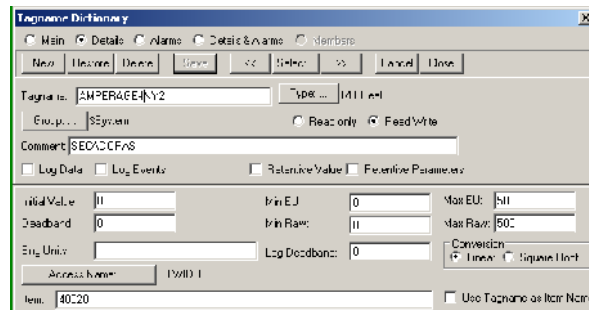 Tagname Dictionary
Main Details Alarms Details & Alarms Members
New Restore Delete Save << Select >> Cancel Close
Tagname: Type: ...
Group: ... $System Read only Read Write
Comment: SECADORAS
Log Data Log Events Retentive Value Retentive Parameters
Initial Value: 0 Min EU: 0 Max EU: 50
Deadband: 0 Min Raw: 0 Max Raw: 500
Eng Units: Log Deadband: 0 Conversion
Linear Square Root
Access Name:
Item: 40020 Use Tagname as Item Name